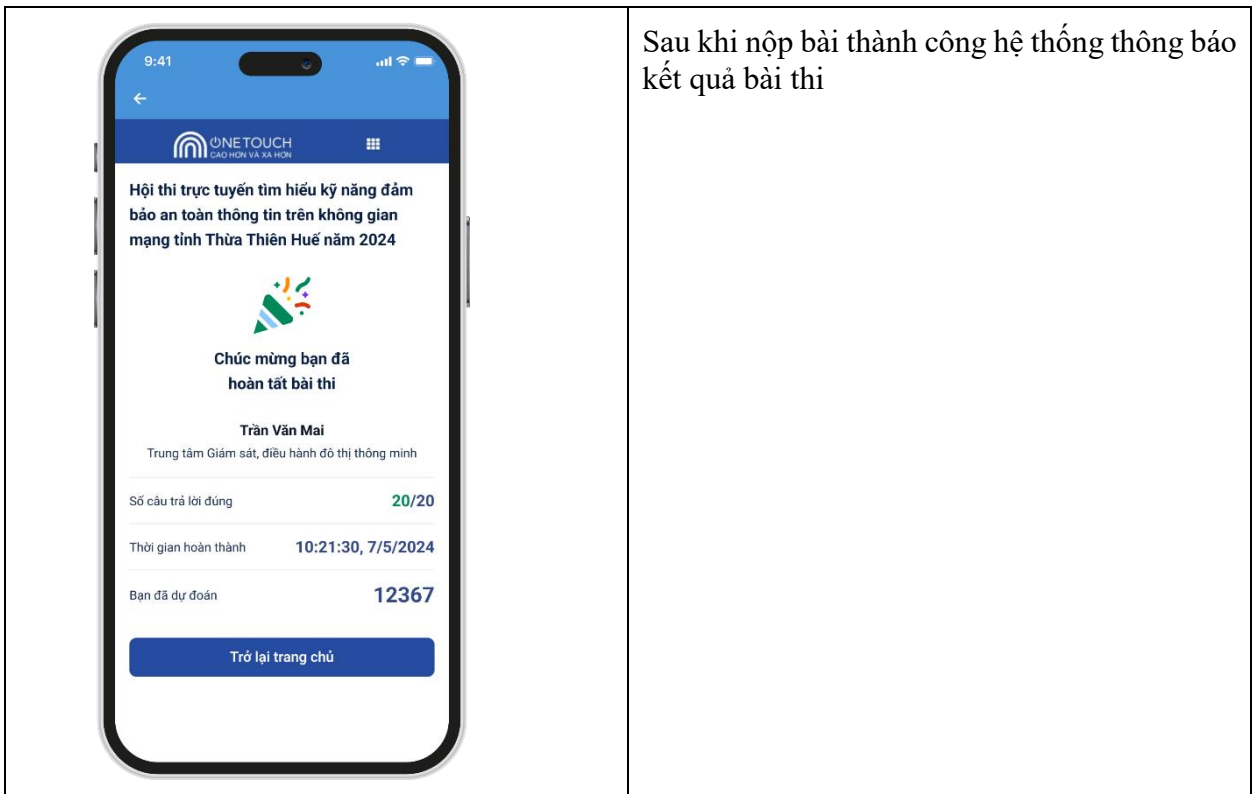 9:41
ONETOUCH
CAO HƠN VÀ XA HƠN
Hội thi trực tuyến tìm hiểu kỹ năng đảm
bảo an toàn thông tin trên không gian
mạng tỉnh Thừa Thiên Huế năm 2024
Chúc mừng bạn đã
hoàn tất bài thi
Trần Văn Mai
Trung tâm Giám sát, điều hành đô thị thông minh
Số câu trả lời đúng 20/20
Thời gian hoàn thành 10:21:30, 7/5/2024
Bạn đã dự đoán 12367
Trở lại trang chủ
Sau khi nộp bài thành công hệ thống thông báo
kết quả bài thi